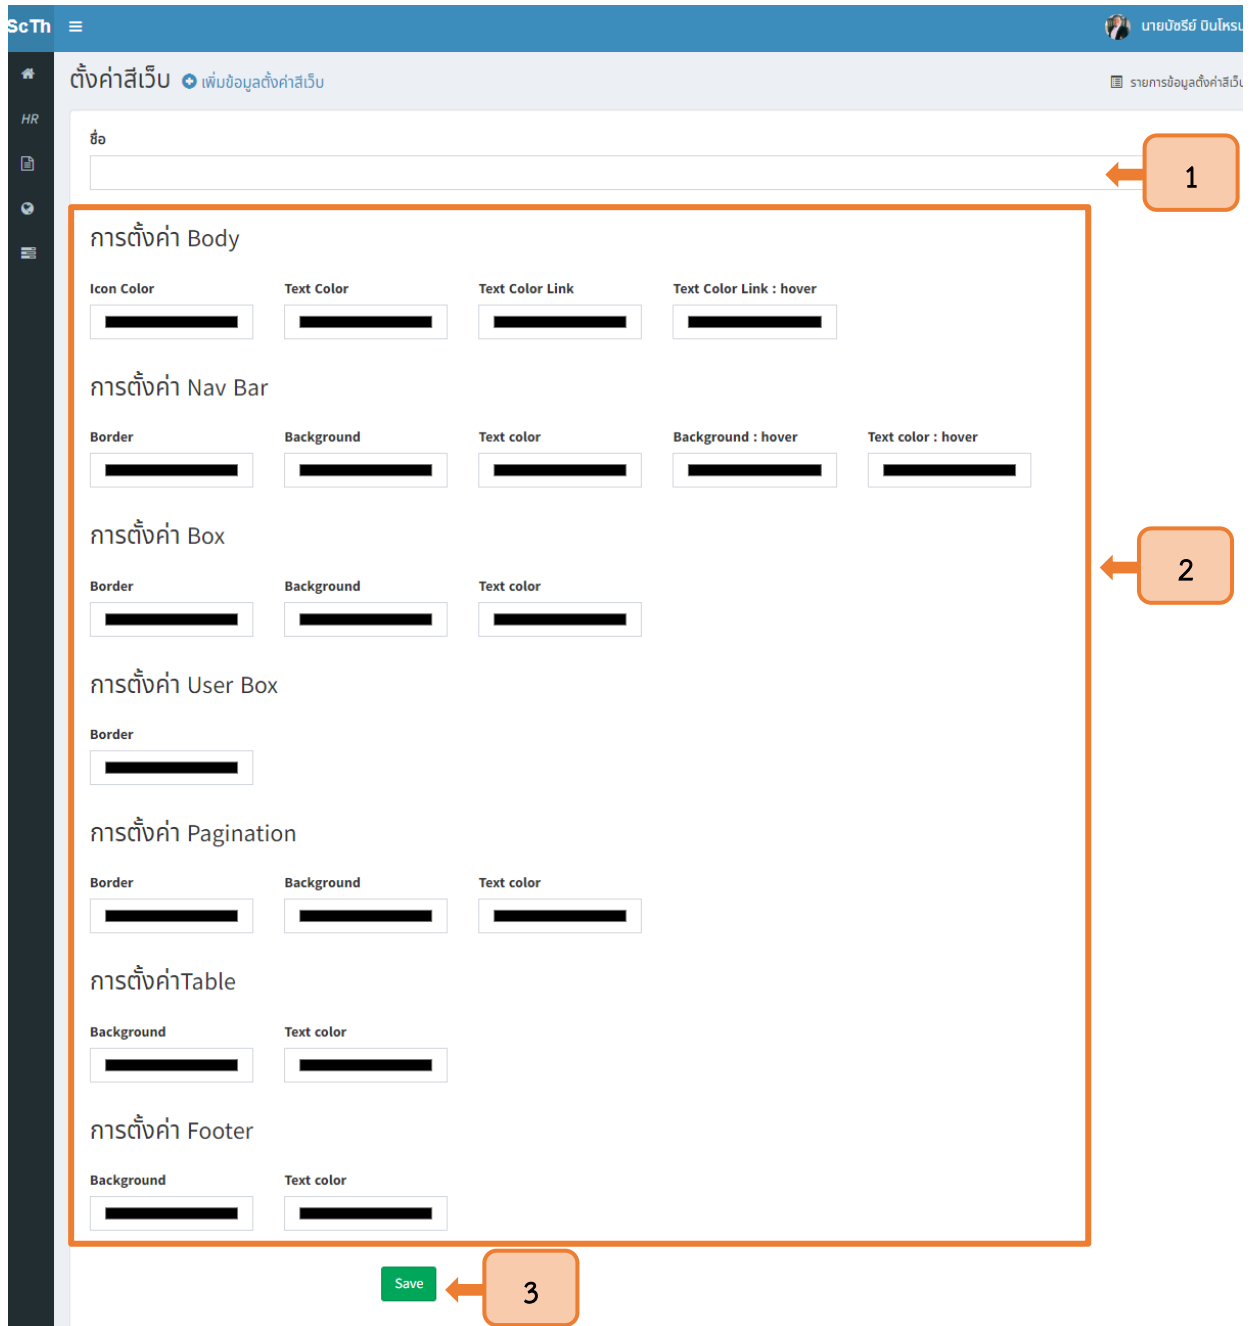 ScTh
นายบัซรีย์ บินโหรน
ตั้งค่าสีเว็บ เพิ่มข้อมูลตั้งค่าสีเว็บ
รายการข้อมูลตั้งค่าสีเว็บ
HR
ชื่อ
1
การตั้งค่า Body
Icon Color Text Color Text Color Link Text Color Link : hover
การตั้งค่า Nav Bar
Border Background Text color Background : hover Text color : hover
การตั้งค่า Box
2
Border Background Text color
การตั้งค่า User Box
Border
การตั้งค่า Pagination
Border Background Text color
การตั้งค่าTable
Background Text color
การตั้งค่า Footer
Background Text color
Save
3